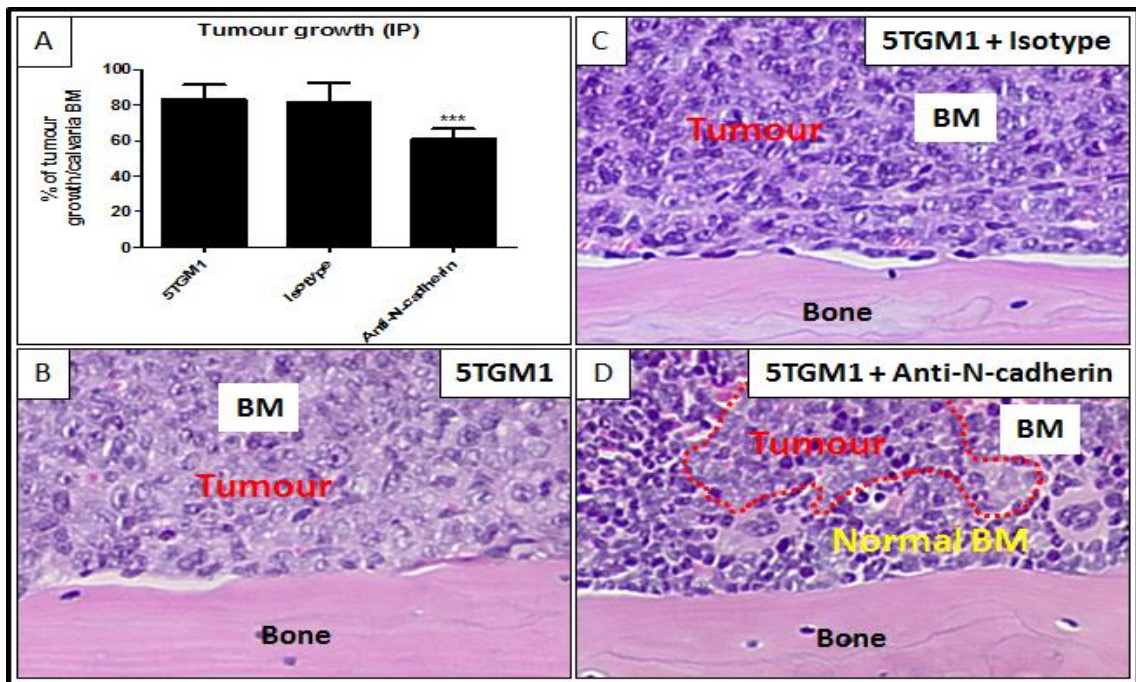 A
Tumour growth (IP)
100
80
60
40
20
0
% of tumour
growth/calvaria BM
***
5TGM1
Isotype
Anti-N-cadherin
B
5TGM1
BM
Tumour
Bone
C
5TGM1 + Isotype
BM
Tumour
Bone
D
5TGM1 + Anti-N-cadherin
BM
Tumour
Normal BM
Bone